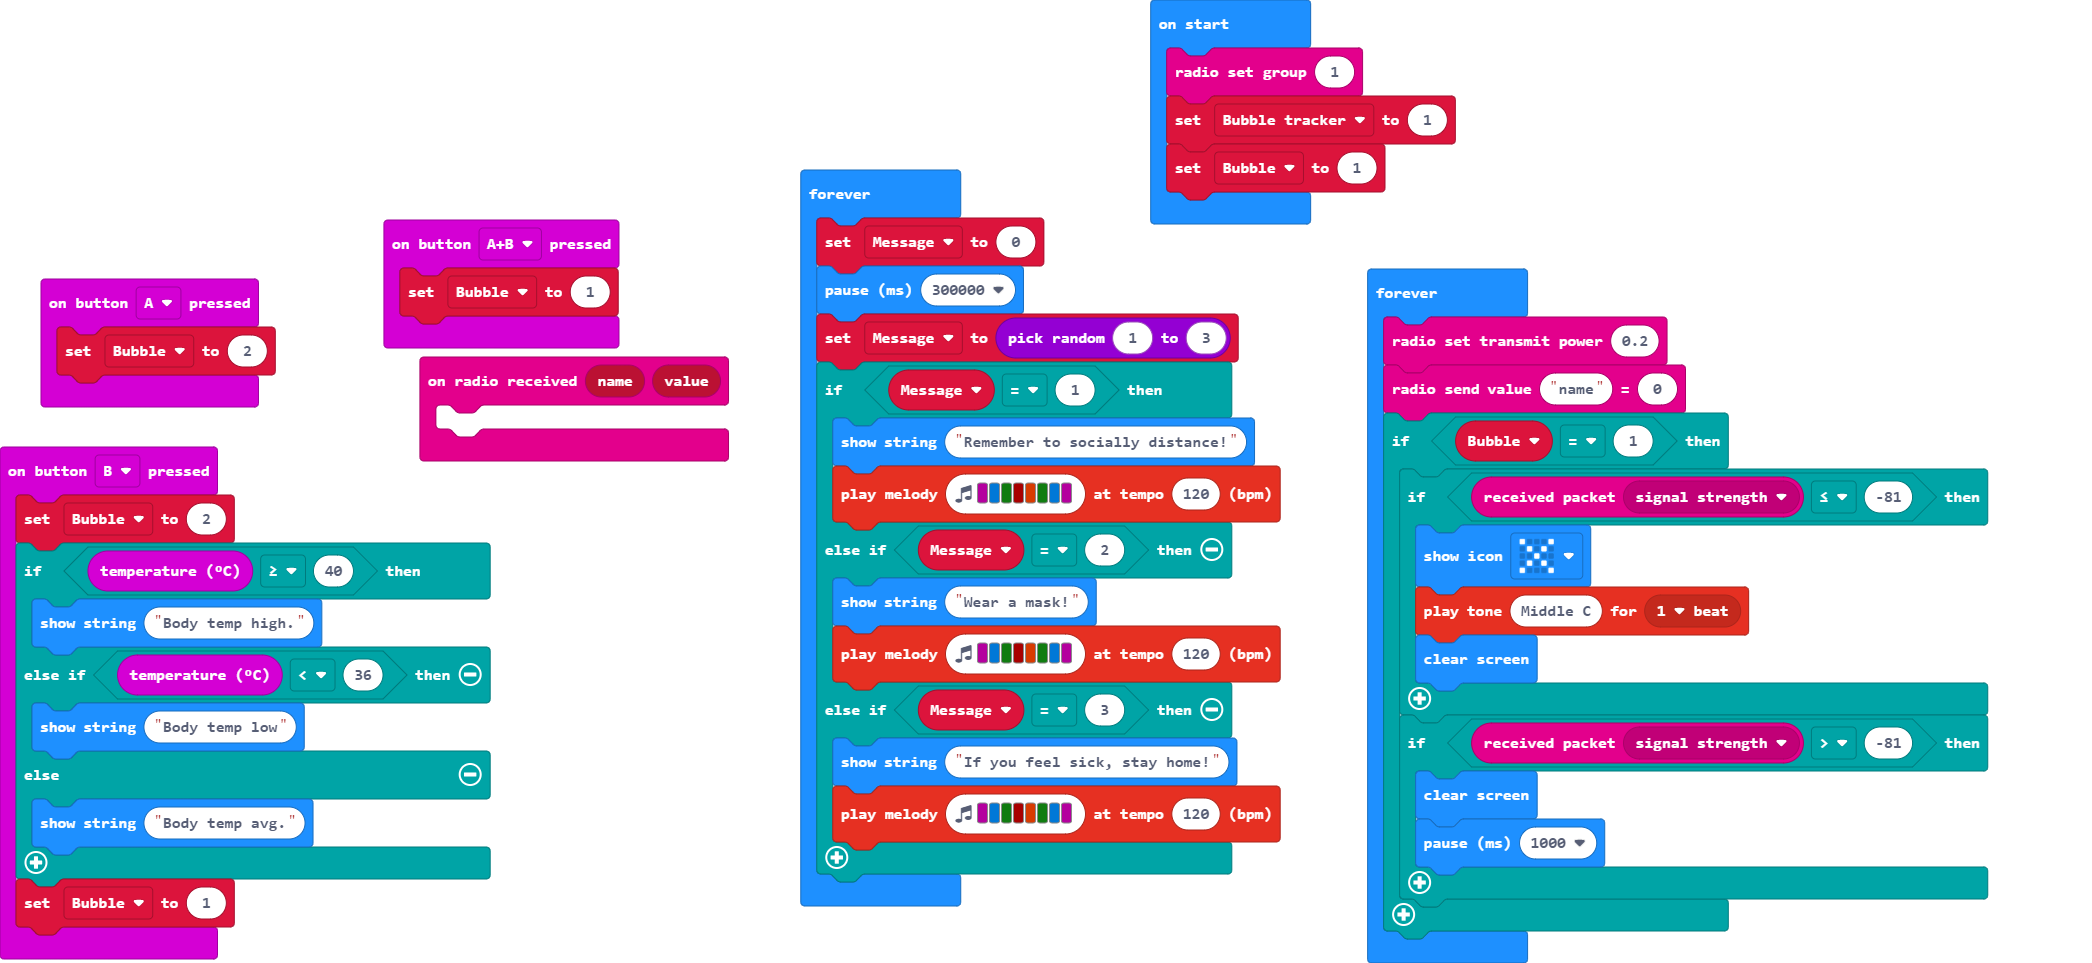 on start
radio set group 1
set Bubble tracker to 1
set Bubble to 1
on button A pressed
set Bubble to 2
on button A+B pressed
set Bubble to 1
on radio received name value
on button B pressed
set Bubble to 2
if temperature (ºC) ≥ 40 then
show string "Body temp high."
else if temperature (ºC) < 36 then
show string "Body temp low"
else
show string "Body temp avg."
set Bubble to 1
forever
set Message to 0
pause (ms) 300000
set Message to pick random 1 to 3
if Message = 1 then
show string "Remember to socially distance!"
play melody at tempo 120 (bpm)
else if Message = 2 then
show string "Wear a mask!"
play melody at tempo 120 (bpm)
else if Message = 3 then
show string "If you feel sick, stay home!"
play melody at tempo 120 (bpm)
forever
radio set transmit power 0.2
radio send value "name" = 0
if Bubble = 1 then
if received packet signal strength ≤ -81 then
show icon
play tone Middle C for 1 beat
clear screen
if received packet signal strength > -81 then
clear screen
pause (ms) 1000